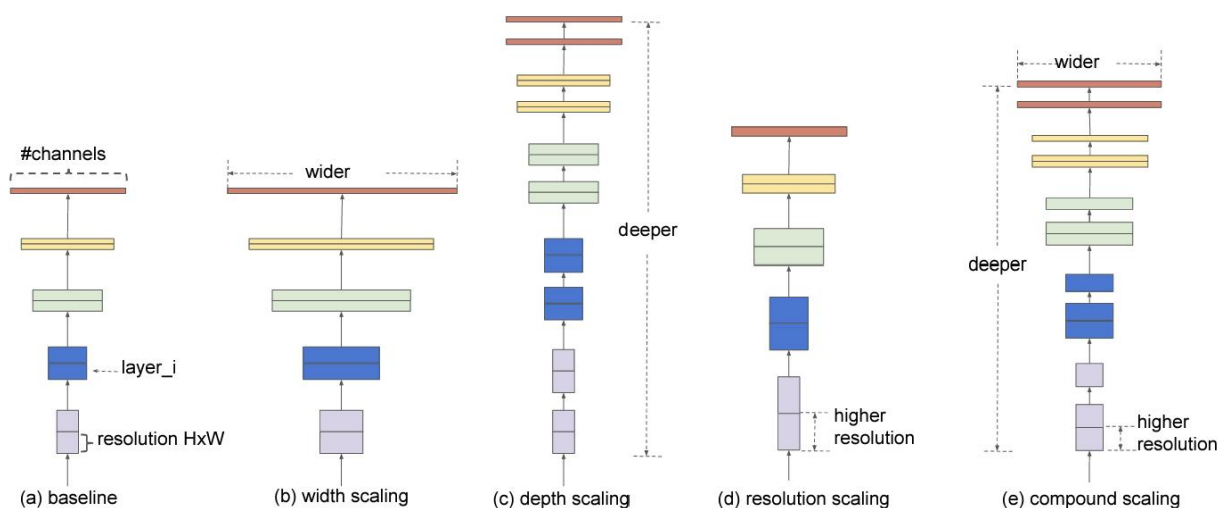 #channels
layer_i
resolution HxW
(a) baseline
wider
(b) width scaling
deeper
(c) depth scaling
higher
resolution
(d) resolution scaling
wider
deeper
higher
resolution
(e) compound scaling